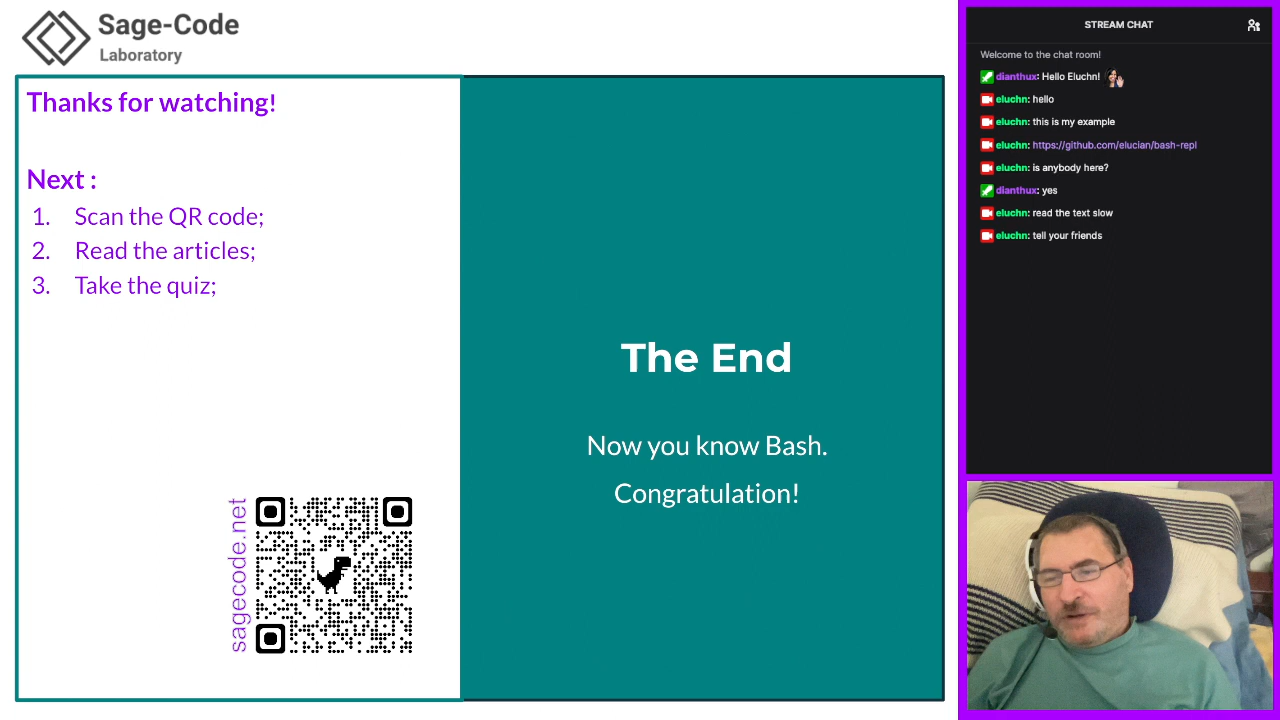 Sage-Code
Laboratory
Thanks for watching!
Next :
1. Scan the QR code;
2. Read the articles;
3. Take the quiz;
sagecode.net
The End
Now you know Bash.
Congratulation!
STREAM CHAT
Welcome to the chat room!
dianthux: Hello Eluchn!
eluchn: hello
eluchn: this is my example
eluchn: https://github.com/elucian/bash-repl
eluchn: is anybody here?
dianthux: yes
eluchn: read the text slow
eluchn: tell your friends